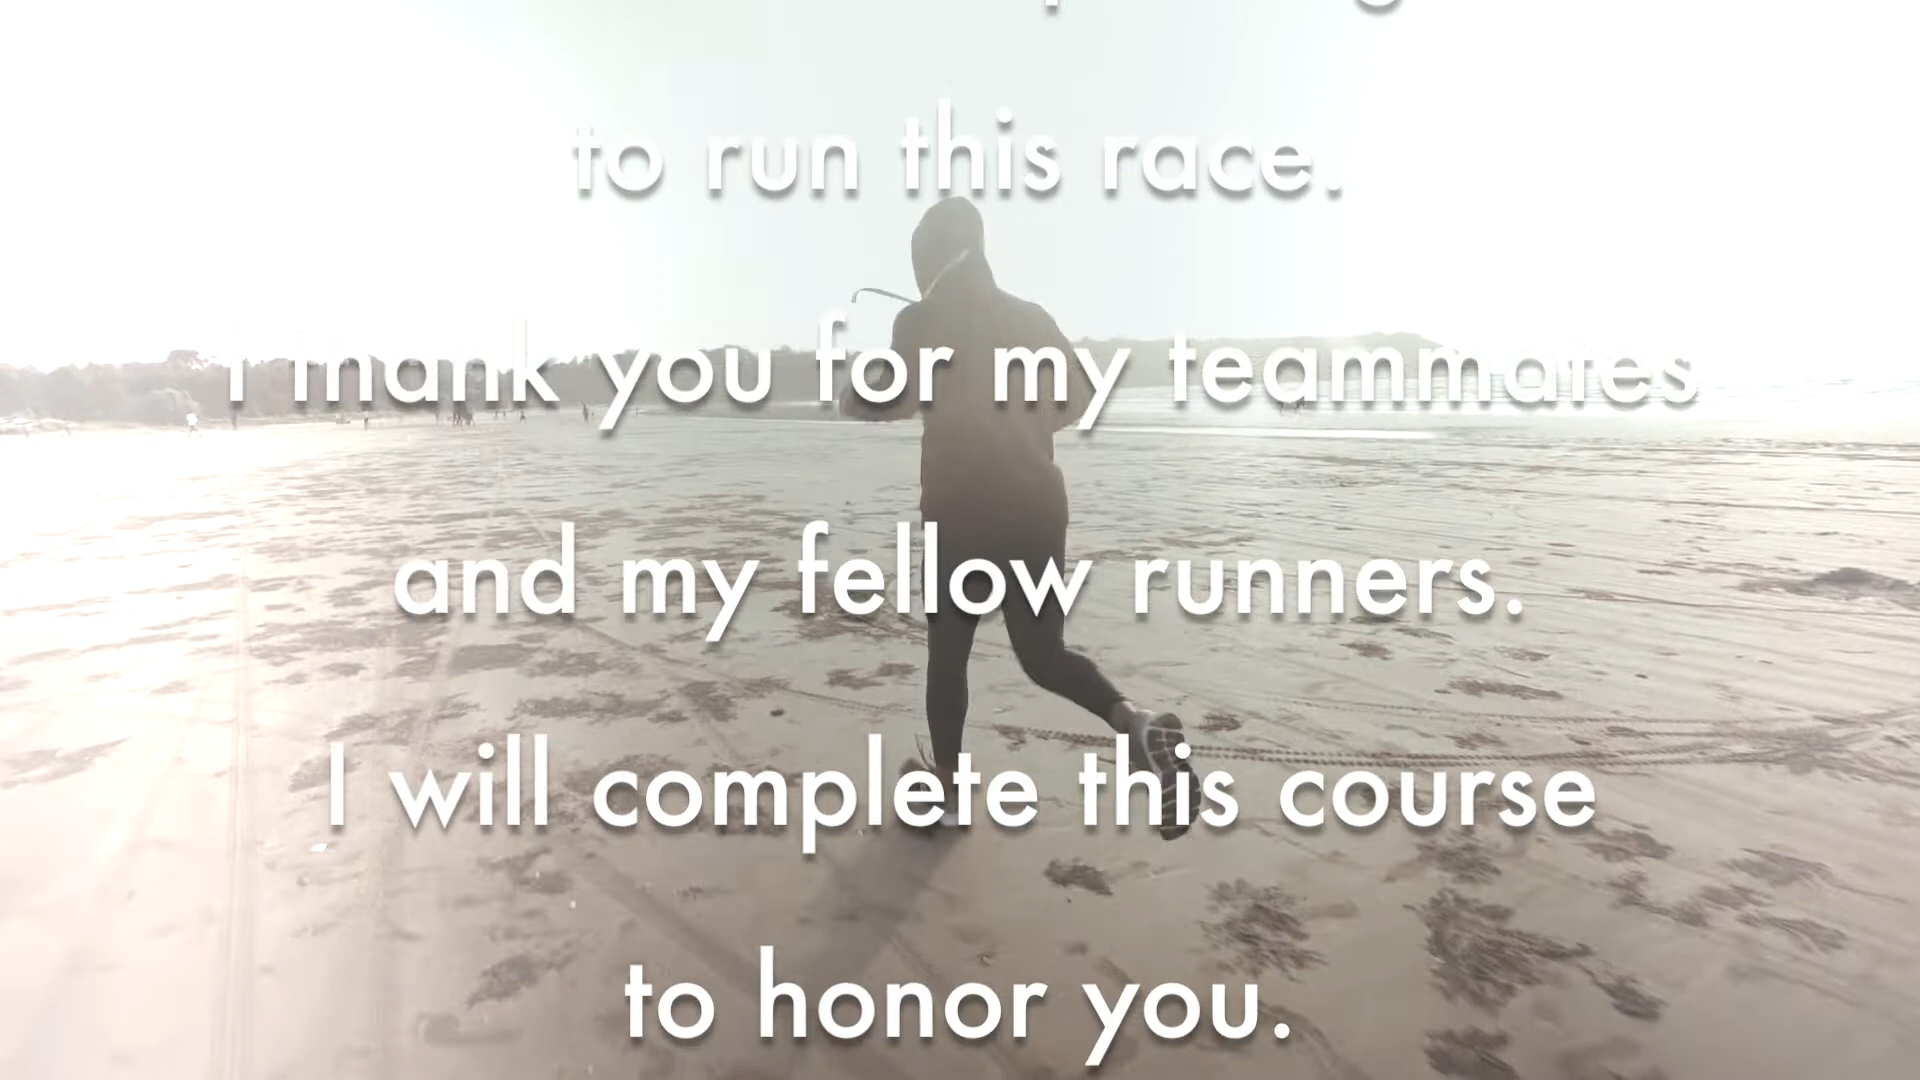 to run this race.
I thank you for my teammates
and my fellow runners.
I will complete this course
to honor you.